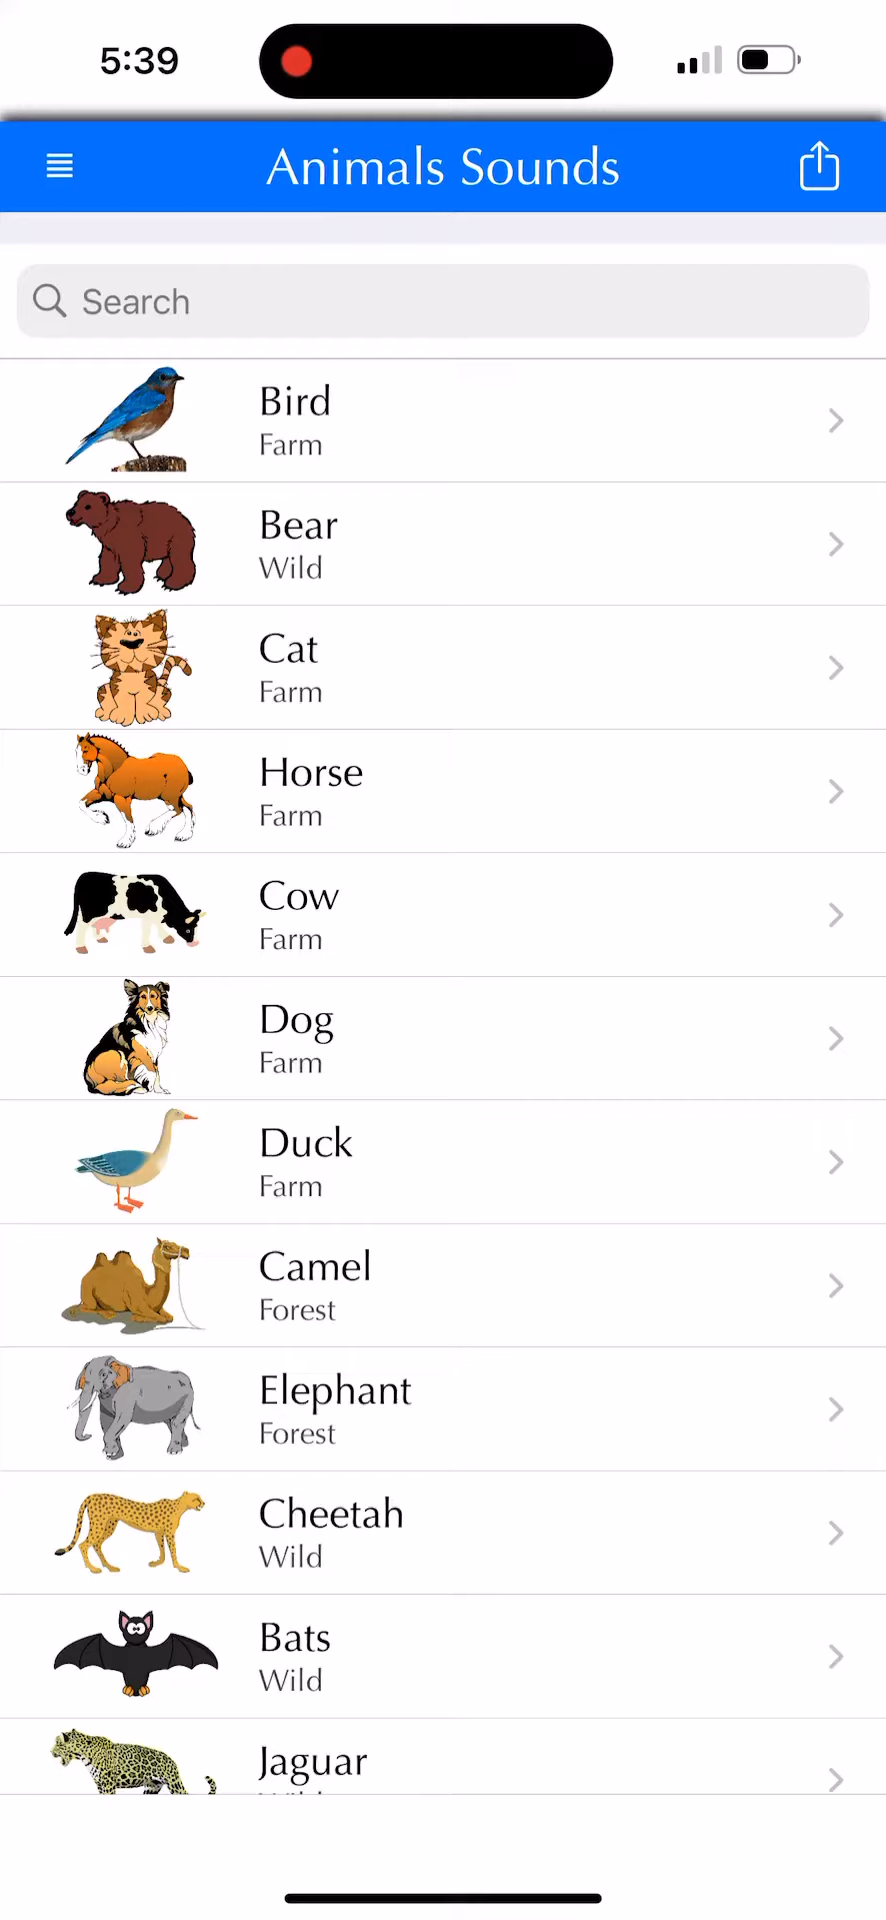 5:39
Animals Sounds
Search
Bird
Farm
Bear
Wild
Cat
Farm
Horse
Farm
Cow
Farm
Dog
Farm
Duck
Farm
Camel
Forest
Elephant
Forest
Cheetah
Wild
Bats
Wild
Jaguar